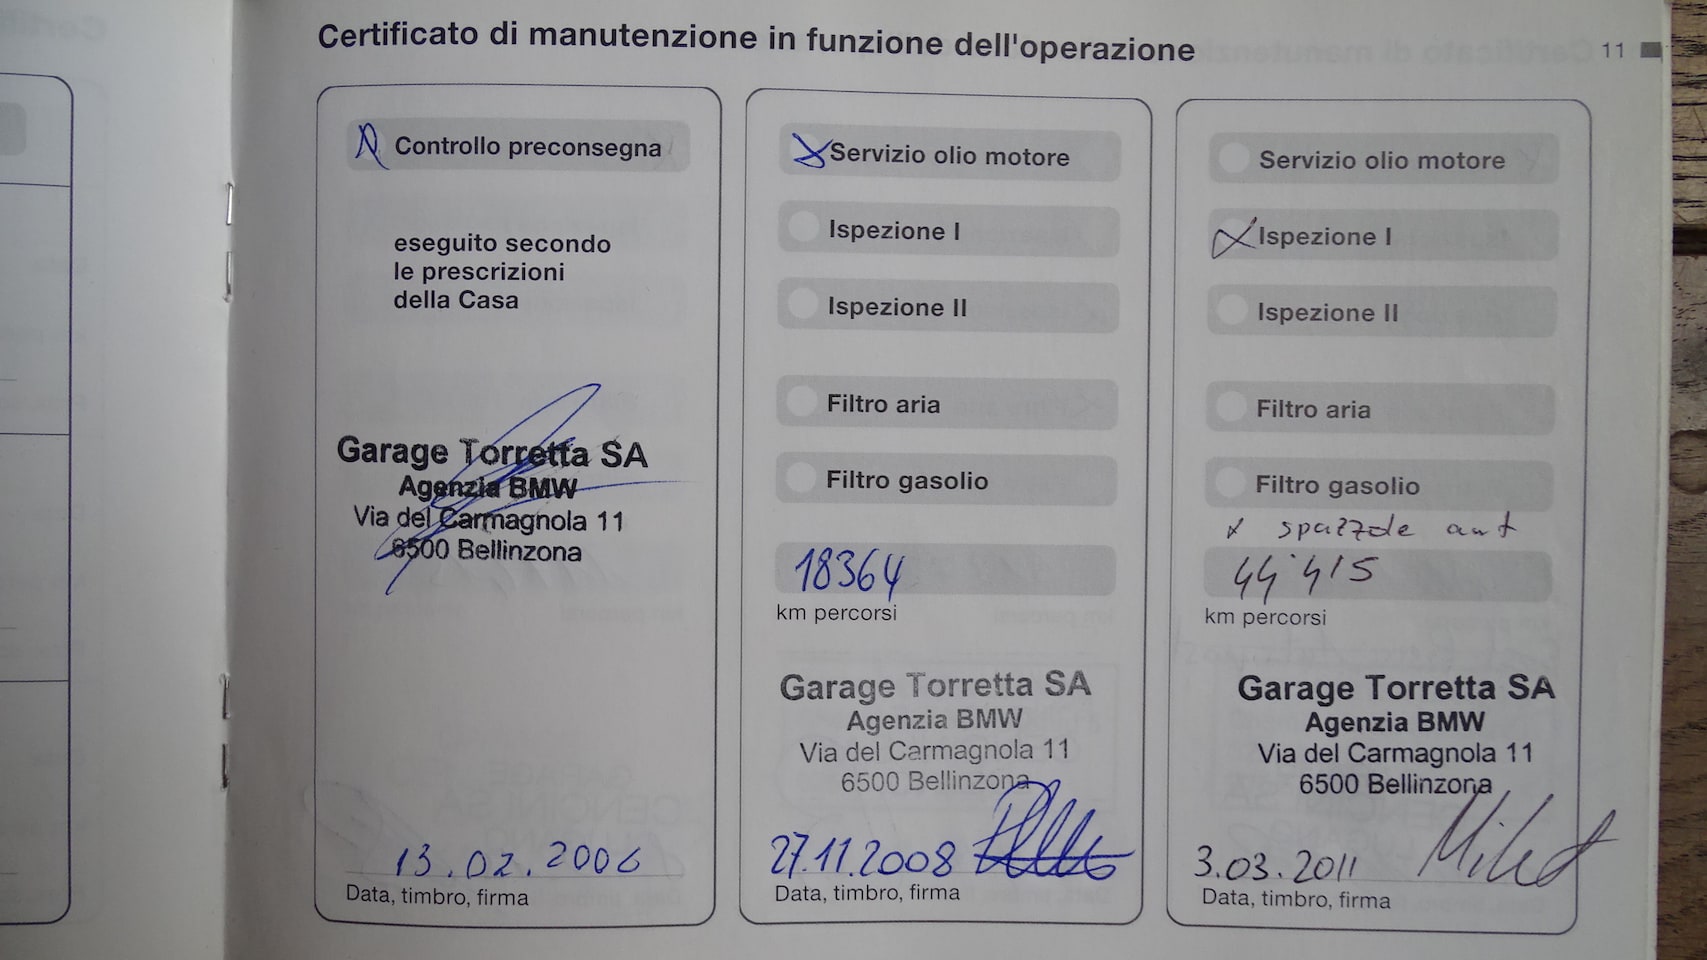 Certificato di manutenzione in funzione dell'operazione
11
Controllo preconsegna
eseguito secondo
le prescrizioni
della Casa
Garage Torretta SA
Agenzia BMW
Via del Carmagnola 11
6500 Bellinzona
13.02.2006
Data, timbro, firma
Servizio olio motore
Ispezione I
Ispezione II
Filtro aria
Filtro gasolio
18364
km percorsi
Garage Torretta SA
Agenzia BMW
Via del Carmagnola 11
6500 Bellinzona
27.11.2008
Data, timbro, firma
Servizio olio motore
Ispezione I
Ispezione II
Filtro aria
Filtro gasolio
x spazzole ant
44'415
km percorsi
Garage Torretta SA
Agenzia BMW
Via del Carmagnola 11
6500 Bellinzona
3.03.2011
Data, timbro, firma